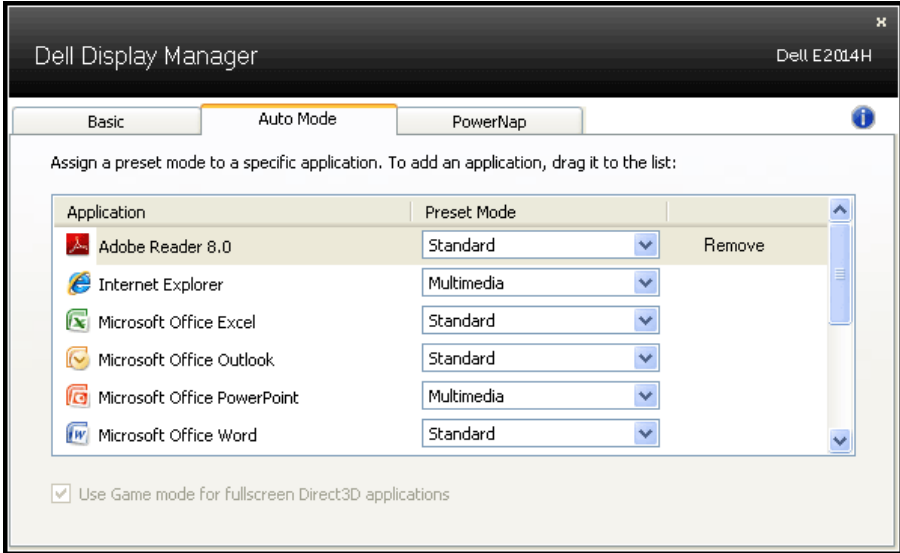 x
Dell Display Manager
Dell E2014H
Basic
Auto Mode
PowerNap
Assign a preset mode to a specific application. To add an application, drag it to the list:
Application Preset Mode
Adobe Reader 8.0 Standard Remove
Internet Explorer Multimedia
Microsoft Office Excel Standard
Microsoft Office Outlook Standard
Microsoft Office PowerPoint Multimedia
Microsoft Office Word Standard
Use Game mode for fullscreen Direct3D applications